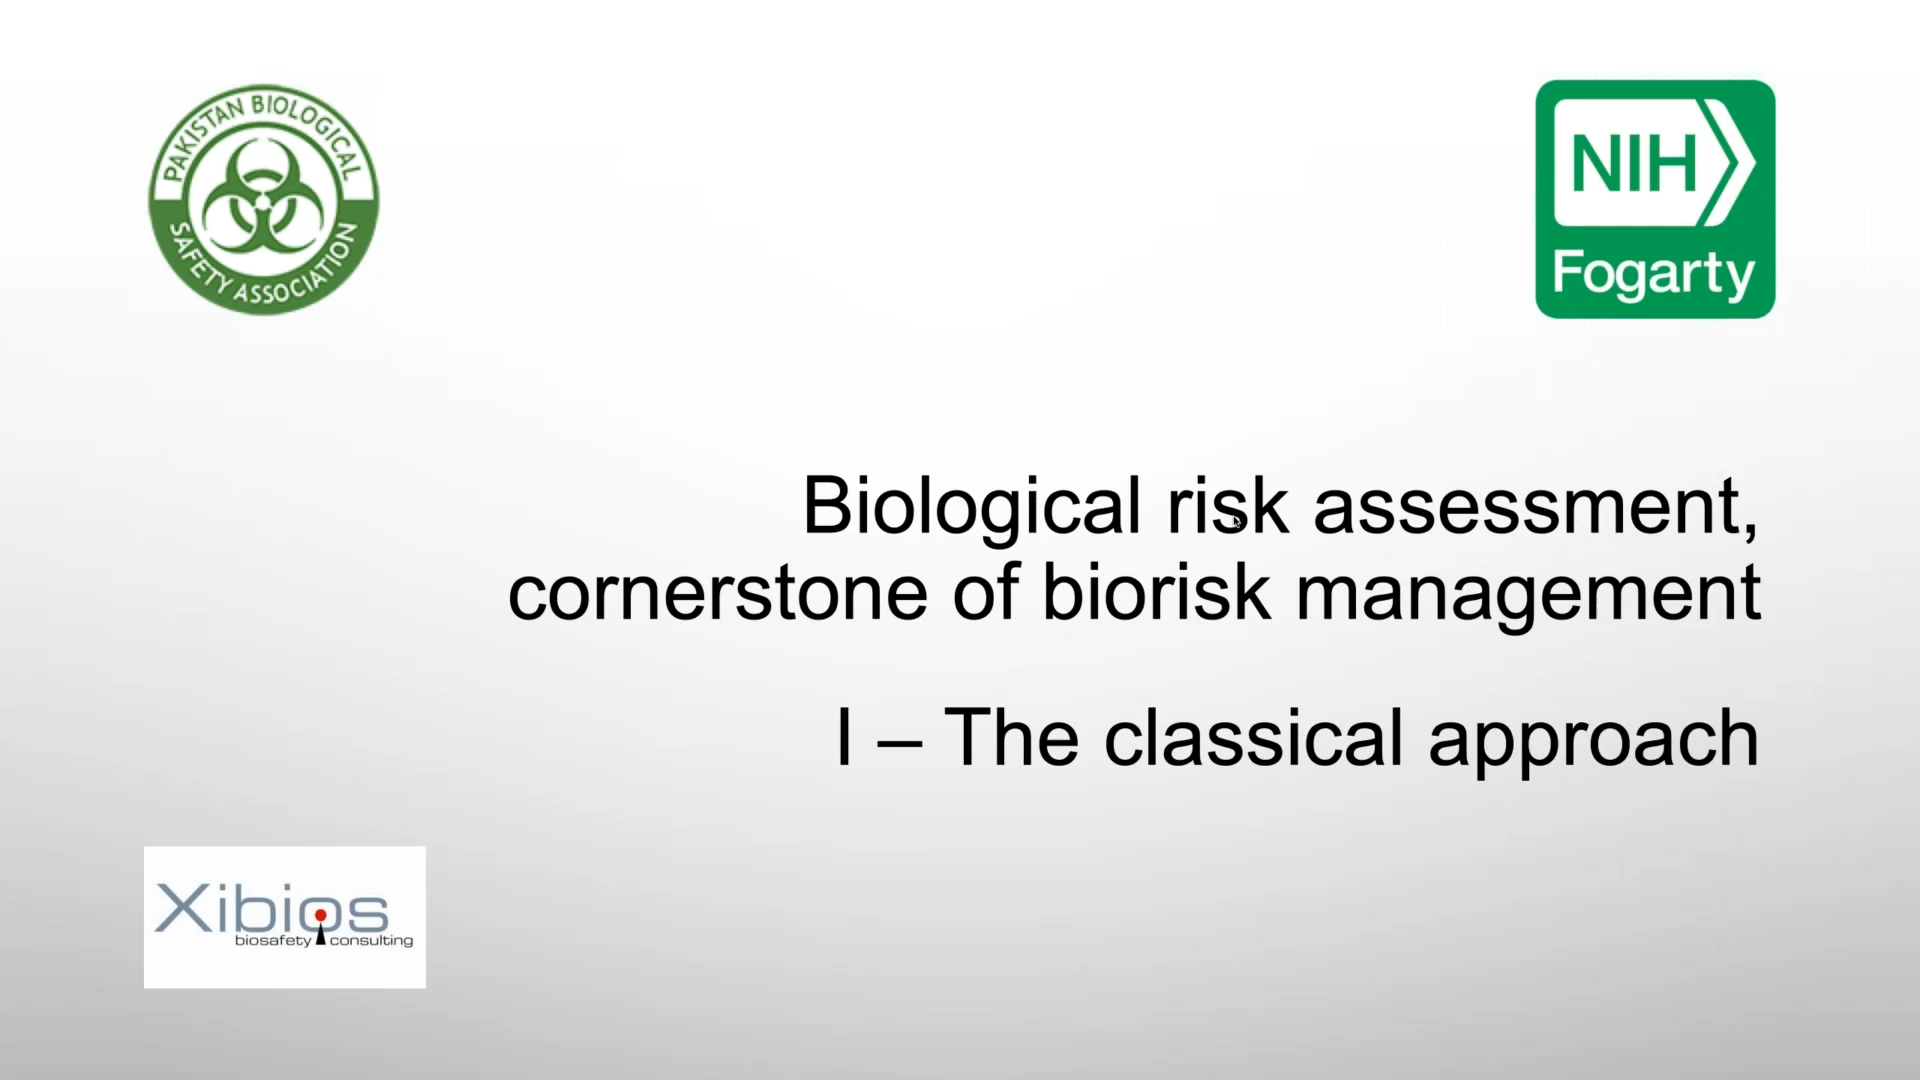 PAKISTAN BIOLOGICAL
SAFETY ASSOCIATION
NIH
Fogarty
Biological risk assessment,
cornerstone of biorisk management
I – The classical approach
Xibios
biosafety consulting